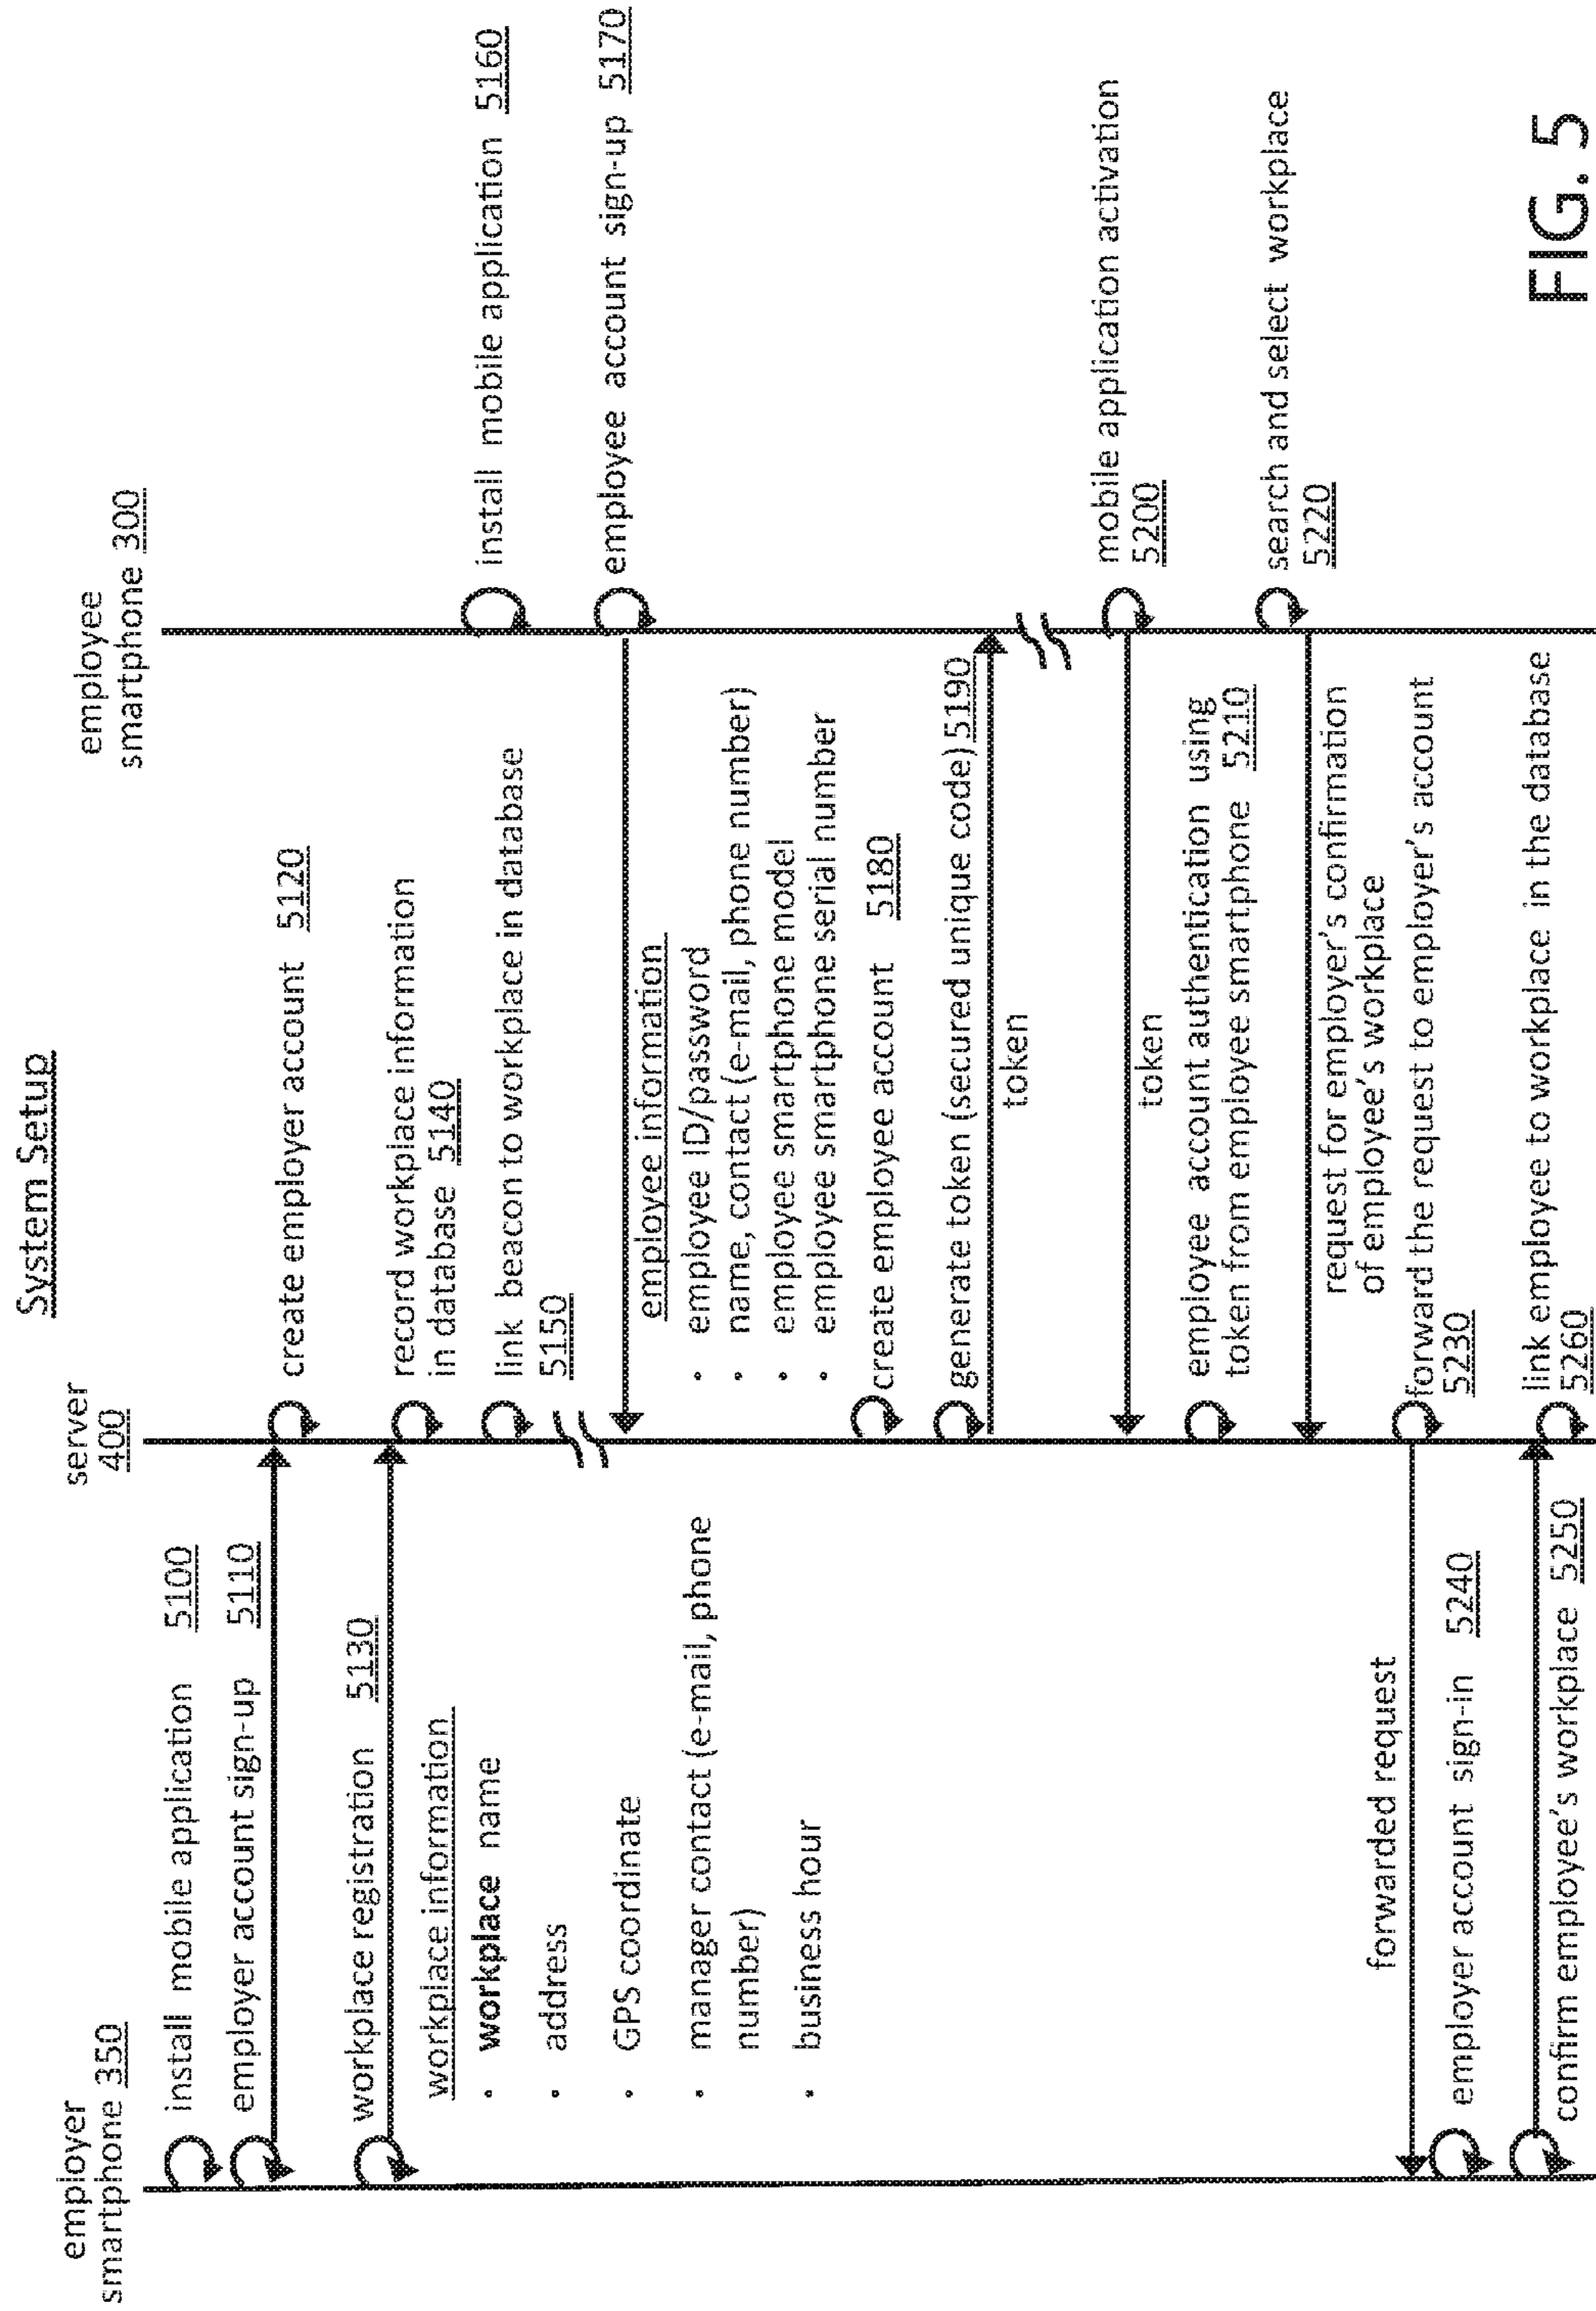 System Setup
employer
smartphone 350
server
400
employee
smartphone 300
install mobile application 5100
employer account sign-up 5110
create employer account 5120
workplace registration 5130
workplace information
· workplace name
· address
· GPS coordinate
· manager contact (e-mail, phone
number)
· business hour
record workplace information
in database 5140
link beacon to workplace in database
5150
install mobile application 5160
employee account sign-up 5170
employee information
· employee ID/password
· name, contact (e-mail, phone number)
· employee smartphone model
· employee smartphone serial number
create employee account 5180
generate token (secured unique code) 5190
token
mobile application activation
5200
token
employee account authentication using
token from employee smartphone 5210
search and select workplace
5220
request for employer's confirmation
of employee's workplace
forward the request to employer's account
5230
forwarded request
employer account sign-in 5240
confirm employee's workplace 5250
link employee to workplace in the database
5260
FIG. 5